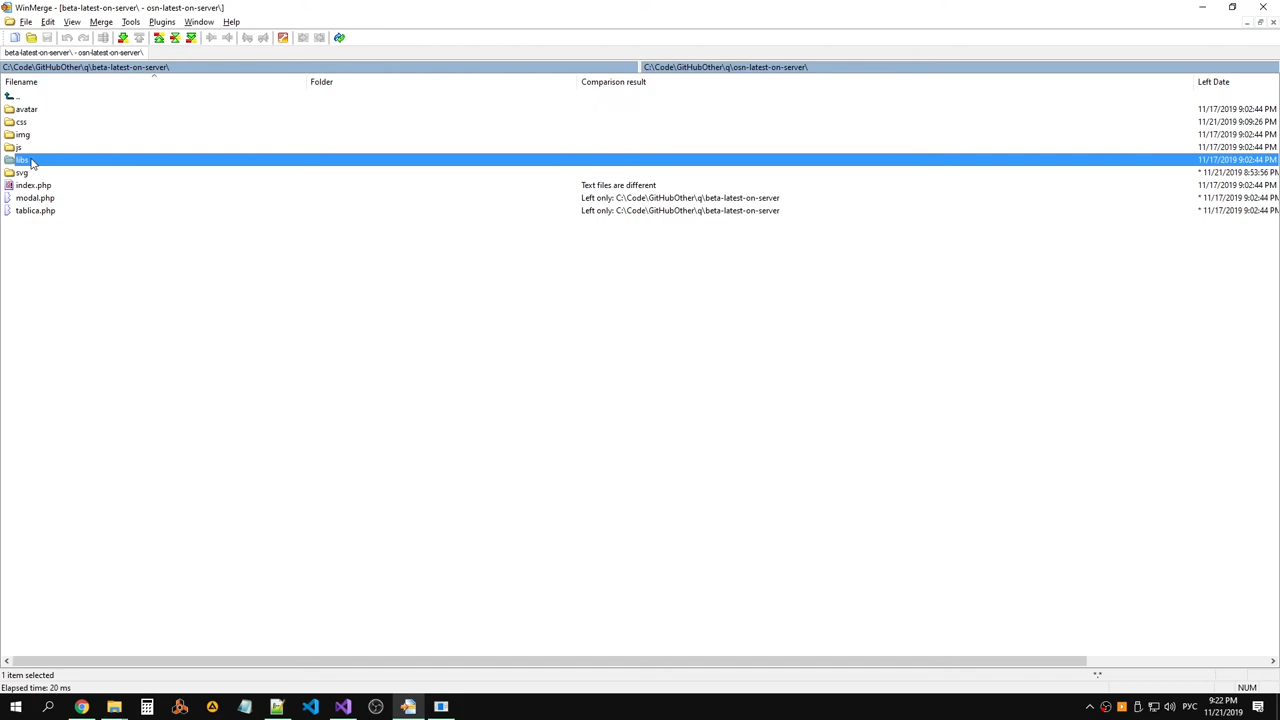 WinMerge - [beta-latest-on-server\ - osn-latest-on-server\]
File Edit View Merge Tools Plugins Window Help
beta-latest-on-server\ - osn-latest-on-server\
C:\Code\GitHubOther\q\beta-latest-on-server\ C:\Code\GitHubOther\q\osn-latest-on-server\
Filename Folder Comparison result Left Date
..
avatar 11/17/2019 9:02:44 PM
css 11/21/2019 9:09:26 PM
img 11/17/2019 9:02:44 PM
js 11/17/2019 9:02:44 PM
libs 11/17/2019 9:02:44 PM
svg * 11/21/2019 8:53:56 PM
index.php Text files are different 11/17/2019 9:02:44 PM
modal.php Left only: C:\Code\GitHubOther\q\beta-latest-on-server * 11/17/2019 9:02:44 PM
tablica.php Left only: C:\Code\GitHubOther\q\beta-latest-on-server * 11/17/2019 9:02:44 PM
1 item selected *.*
Elapsed time: 20 ms NUM
РУС 9:22 PM
11/21/2019